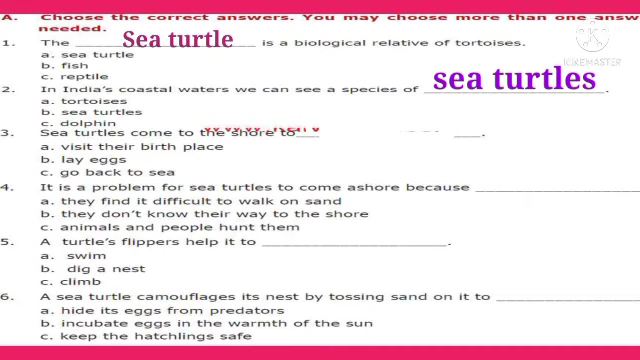 A. Choose the correct answers. You may choose more than one answ
needed.
1. The Sea turtle is a biological relative of tortoises.
a. sea turtle
b. fish
c. reptile
KINEMASTER
2. In India's coastal waters we can see a species of sea turtles.
a. tortoises
b. sea turtles
c. dolphin
3. Sea turtles come to the shore to ____ .
a. visit their birth place
b. lay eggs
c. go back to sea
4. It is a problem for sea turtles to come ashore because ____
a. they find it difficult to walk on sand
b. they don't know their way to the shore
c. animals and people hunt them
5. A turtle's flippers help it to ____ .
a. swim
b. dig a nest
c. climb
6. A sea turtle camouflages its nest by tossing sand on it to ____
a. hide its eggs from predators
b. incubate eggs in the warmth of the sun
c. keep the hatchlings safe